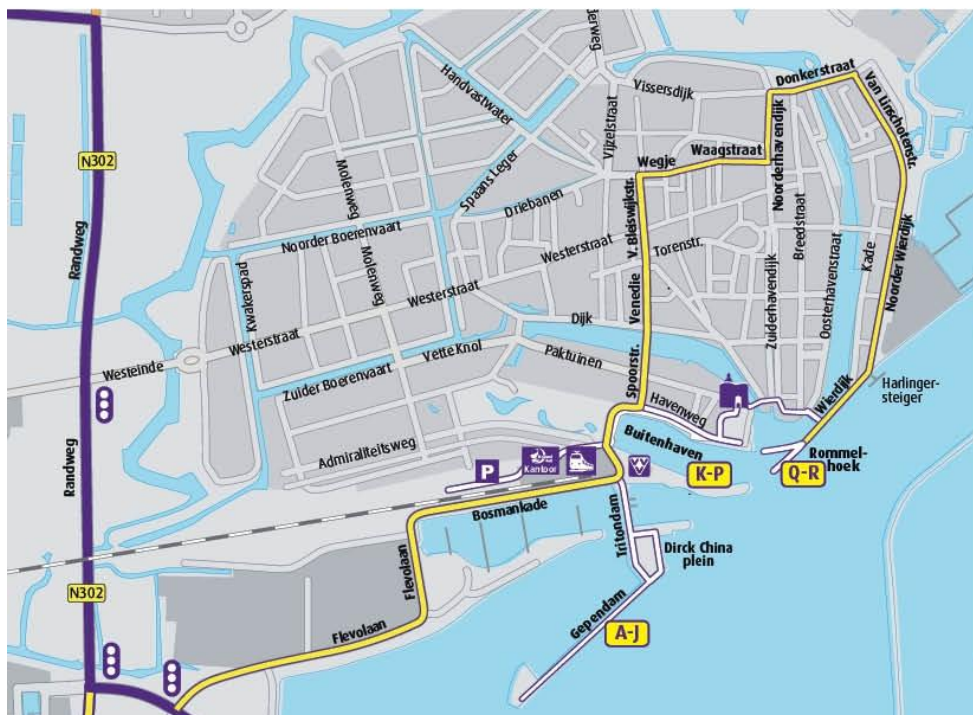 gerweg
Donkerstraat
Handvastwater
Vissersdijk
Van Linschotenstr.
Vijzelstraat
Noorderhavendijk
Waagstraat
Wegje
N302
Molenweg
Spaans Leger
Driebanen
V. Bleiswijkstr.
Breedstraat
Randweg
Noorder Boerenvaart
Westerstraat
Torenstr.
Kade
Noorder Wierdijk
Molenweg
Kwakerspad
Westerstraat
Venedie
Zuiderhavendijk
Oosterhavenstraat
Westerstraat
Dijk
Yette Knol
Paktuinen
Westeinde
Zuider Boerenvaart
Spoorstr.
Havenweg
Wierdijk
Harlinger-
steiger
Randweg
Admiraliteitsweg
Buitenhaven
Rommel-
hoek
P
Kantoor
K-P
Q-R
Bosmankade
Tritondam
Dirck China
plein
Flevolaan
N302
Gependam
Flevolaan
A-J